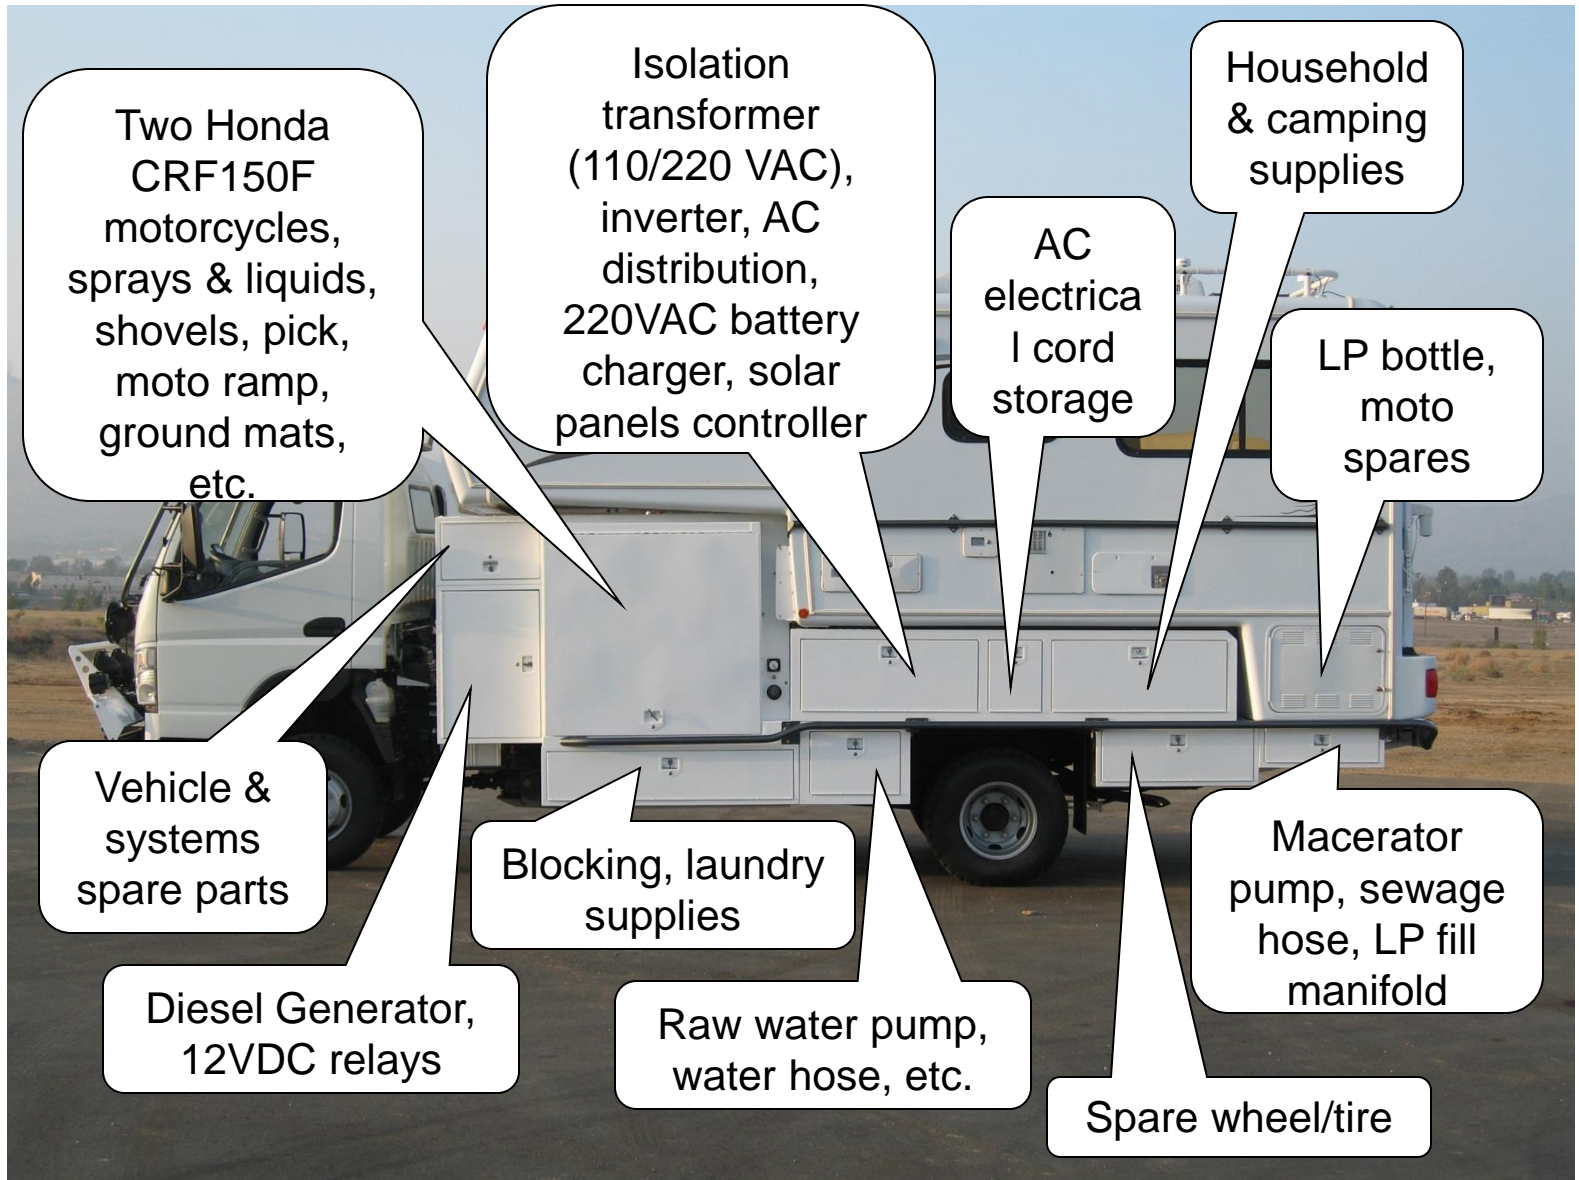 Two Honda
CRF150F
motorcycles,
sprays & liquids,
shovels, pick,
moto ramp,
ground mats,
etc.
Isolation
transformer
(110/220 VAC),
inverter, AC
distribution,
220VAC battery
charger, solar
panels controller
AC
electrica
l cord
storage
Household
& camping
supplies
LP bottle,
moto
spares
Vehicle &
systems
spare parts
Diesel Generator,
12VDC relays
Blocking, laundry
supplies
Raw water pump,
water hose, etc.
Spare wheel/tire
Macerator
pump, sewage
hose, LP fill
manifold